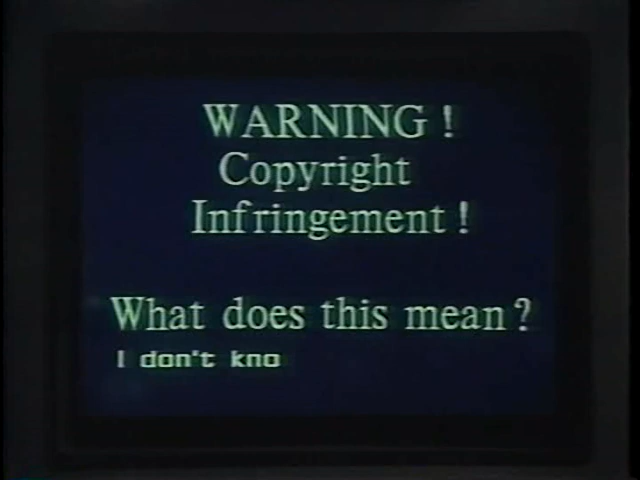 WARNING !
Copyright
Infringement !
What does this mean ?
I don't kno